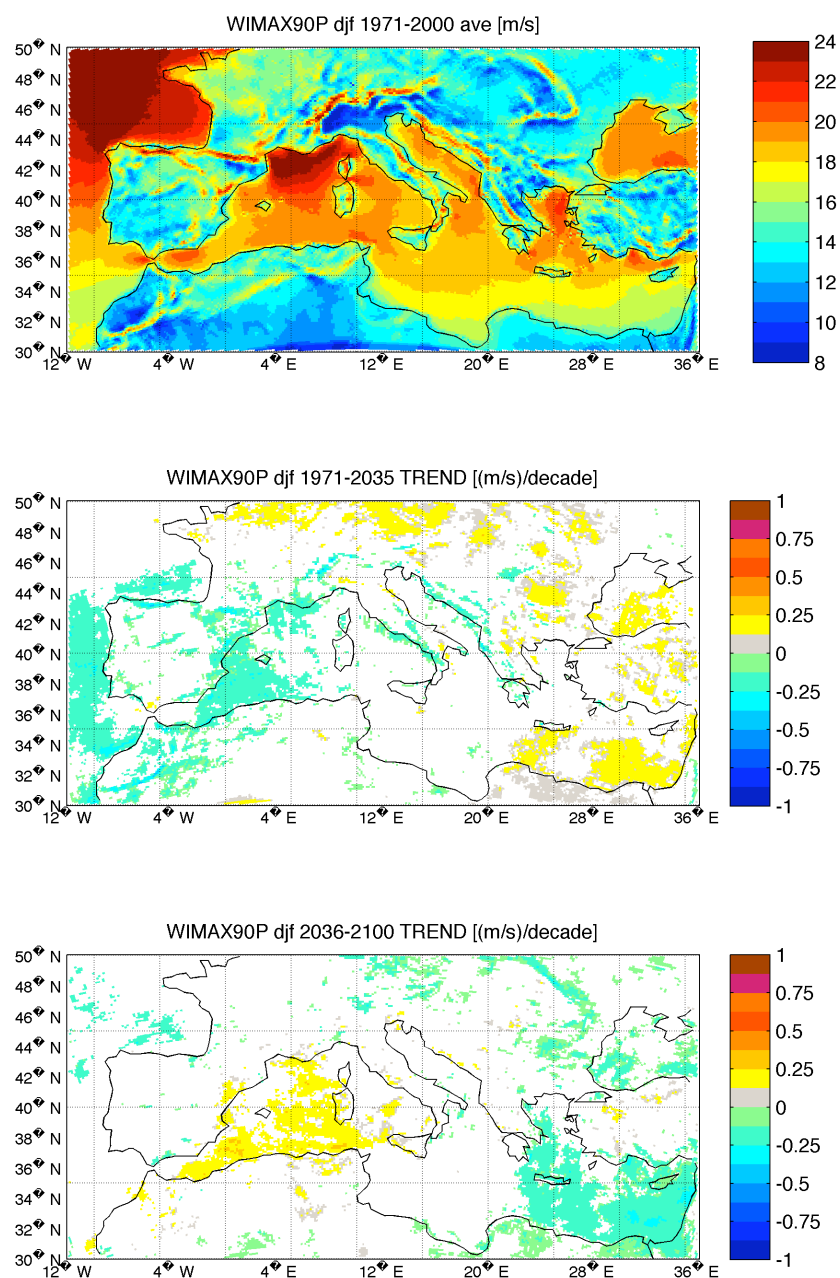 WIMAX90P djf 1971-2000 ave [m/s]
50� N
48� N
46� N
44� N
42� N
40� N
38� N
36� N
34� N
32� N
30� N
12� W
4� W
4� E
12� E
20� E
28� E
36� E
24
22
20
18
16
14
12
10
8
WIMAX90P djf 1971-2035 TREND [(m/s)/decade]
50� N
48� N
46� N
44� N
42� N
40� N
38� N
36� N
34� N
32� N
30� N
12� W
4� W
4� E
12� E
20� E
28� E
36� E
1
0.75
0.5
0.25
0
-0.25
-0.5
-0.75
-1
WIMAX90P djf 2036-2100 TREND [(m/s)/decade]
50� N
48� N
46� N
44� N
42� N
40� N
38� N
36� N
34� N
32� N
30� N
12� W
4� W
4� E
12� E
20� E
28� E
36� E
1
0.75
0.5
0.25
0
-0.25
-0.5
-0.75
-1